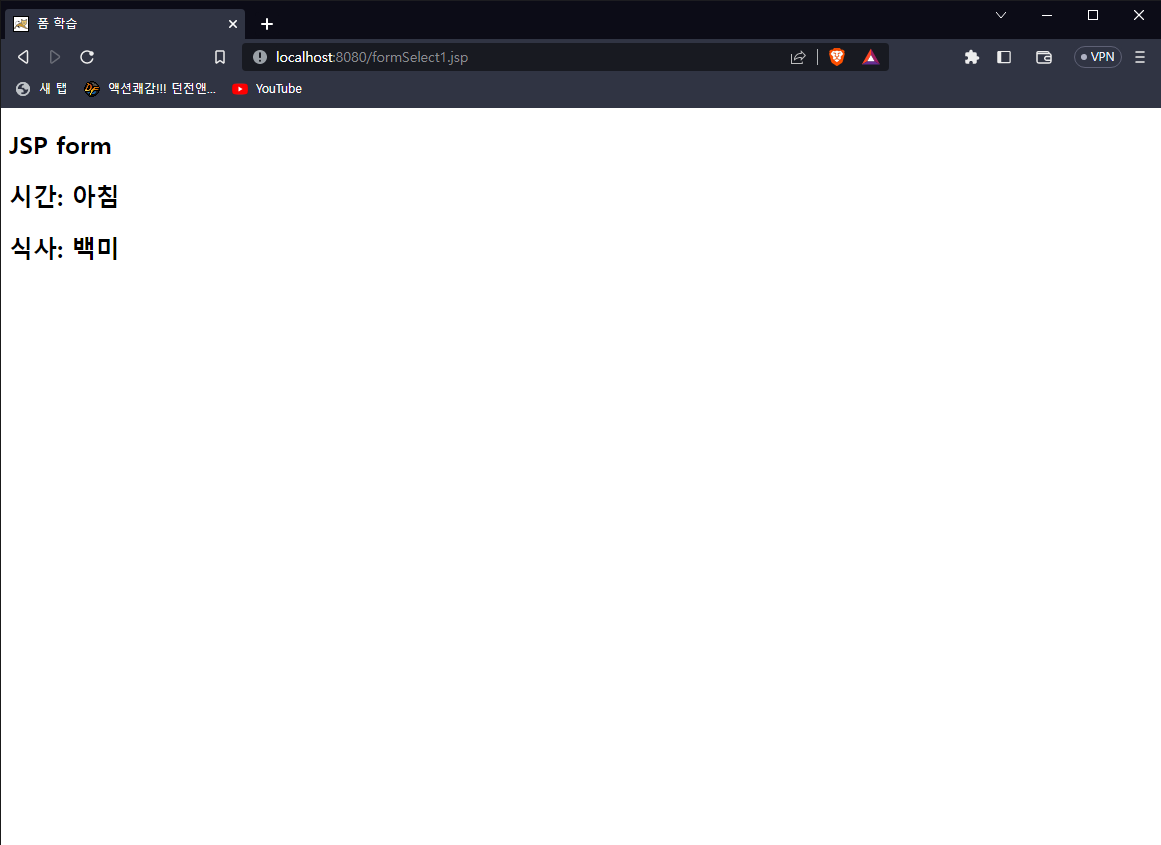 폼 학습
localhost:8080/formSelect1.jsp
VPN
새 탭
액션쾌감!!! 던전앤...
YouTube
JSP form
시간: 아침
식사: 백미